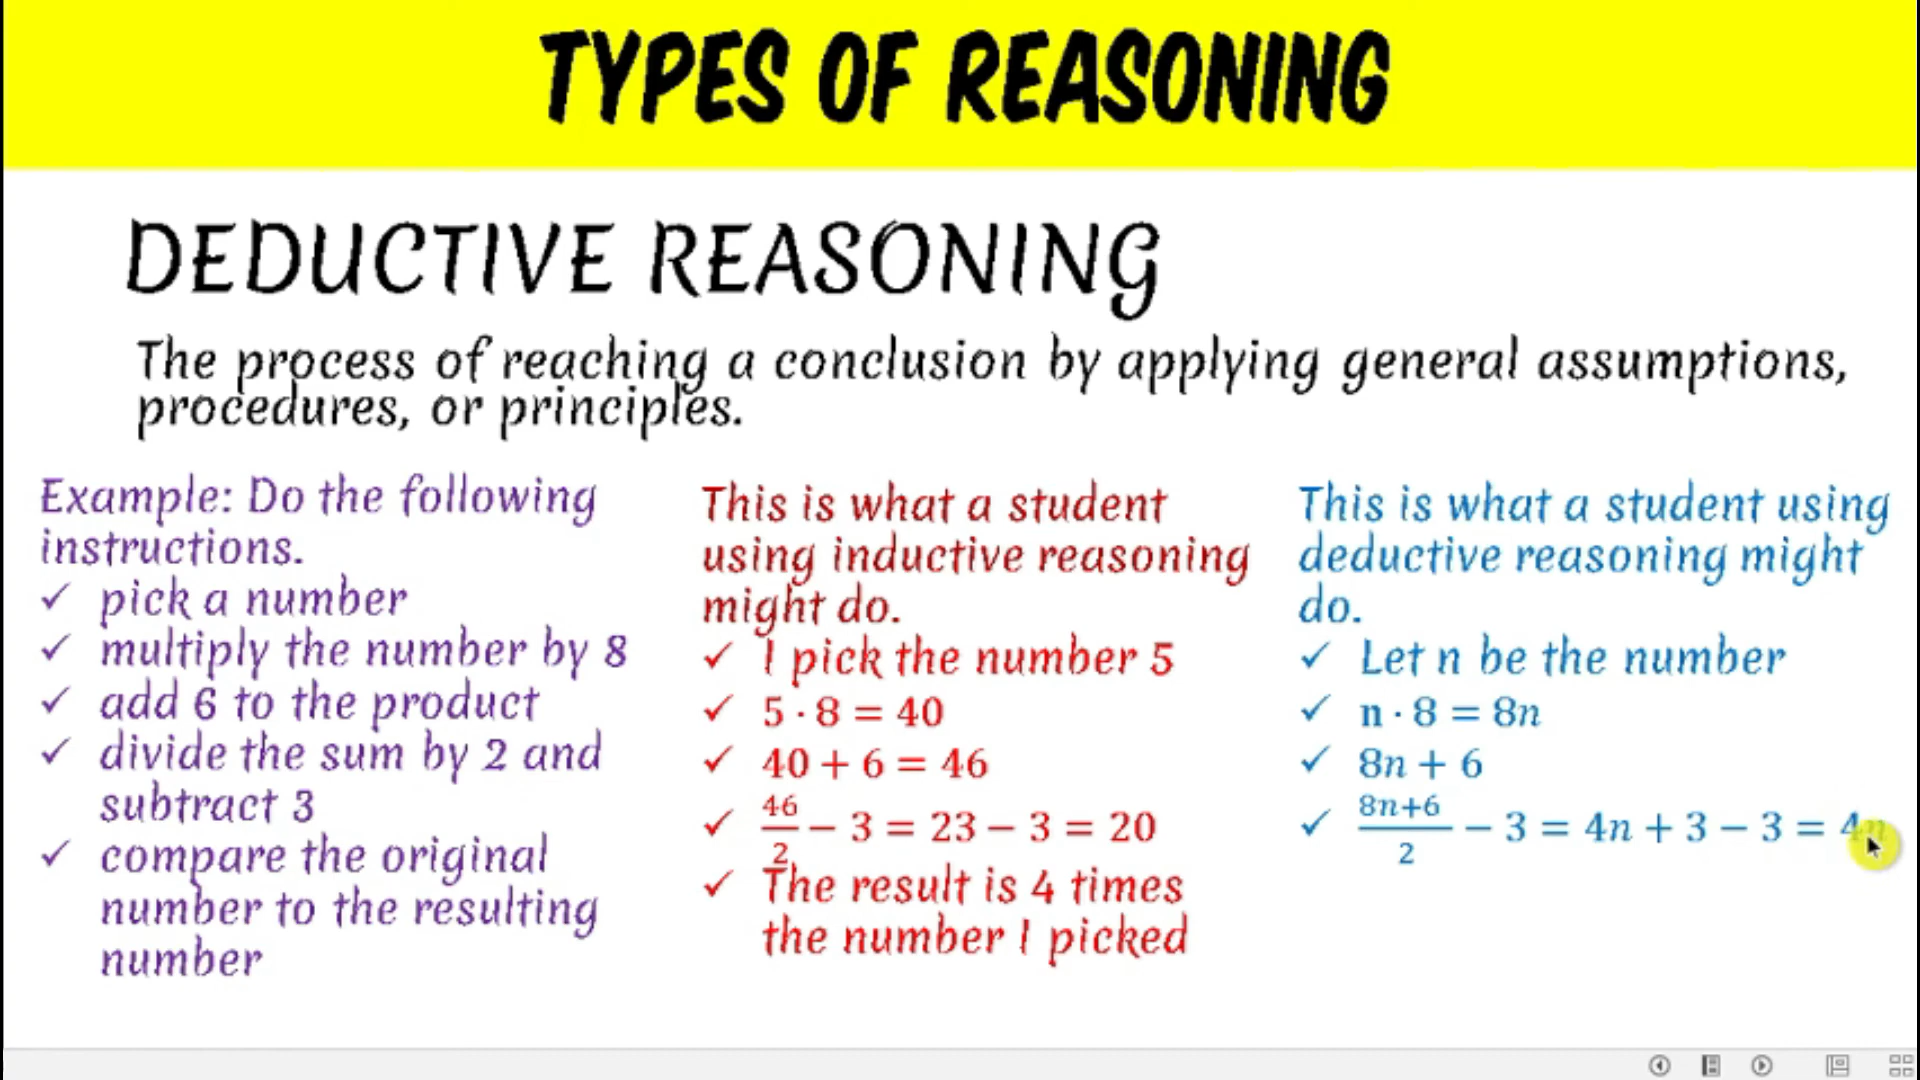 TYPES OF REASONING
DEDUCTIVE REASONING
The process of reaching a conclusion by applying general assumptions,
procedures, or principles.
Example: Do the following
instructions.
✓ pick a number
✓ multiply the number by 8
✓ add 6 to the product
✓ divide the sum by 2 and
subtract 3
✓ compare the original
number to the resulting
number
This is what a student
using inductive reasoning
might do.
✓ I pick the number 5
✓ 5 · 8 = 40
✓ 40 + 6 = 46
✓ 46/2 − 3 = 23 − 3 = 20
✓ The result is 4 times
the number I picked
This is what a student using
deductive reasoning might
do.
✓ Let n be the number
✓ n · 8 = 8n
✓ 8n + 6
✓ 8n+6/2 − 3 = 4n + 3 − 3 = 4n